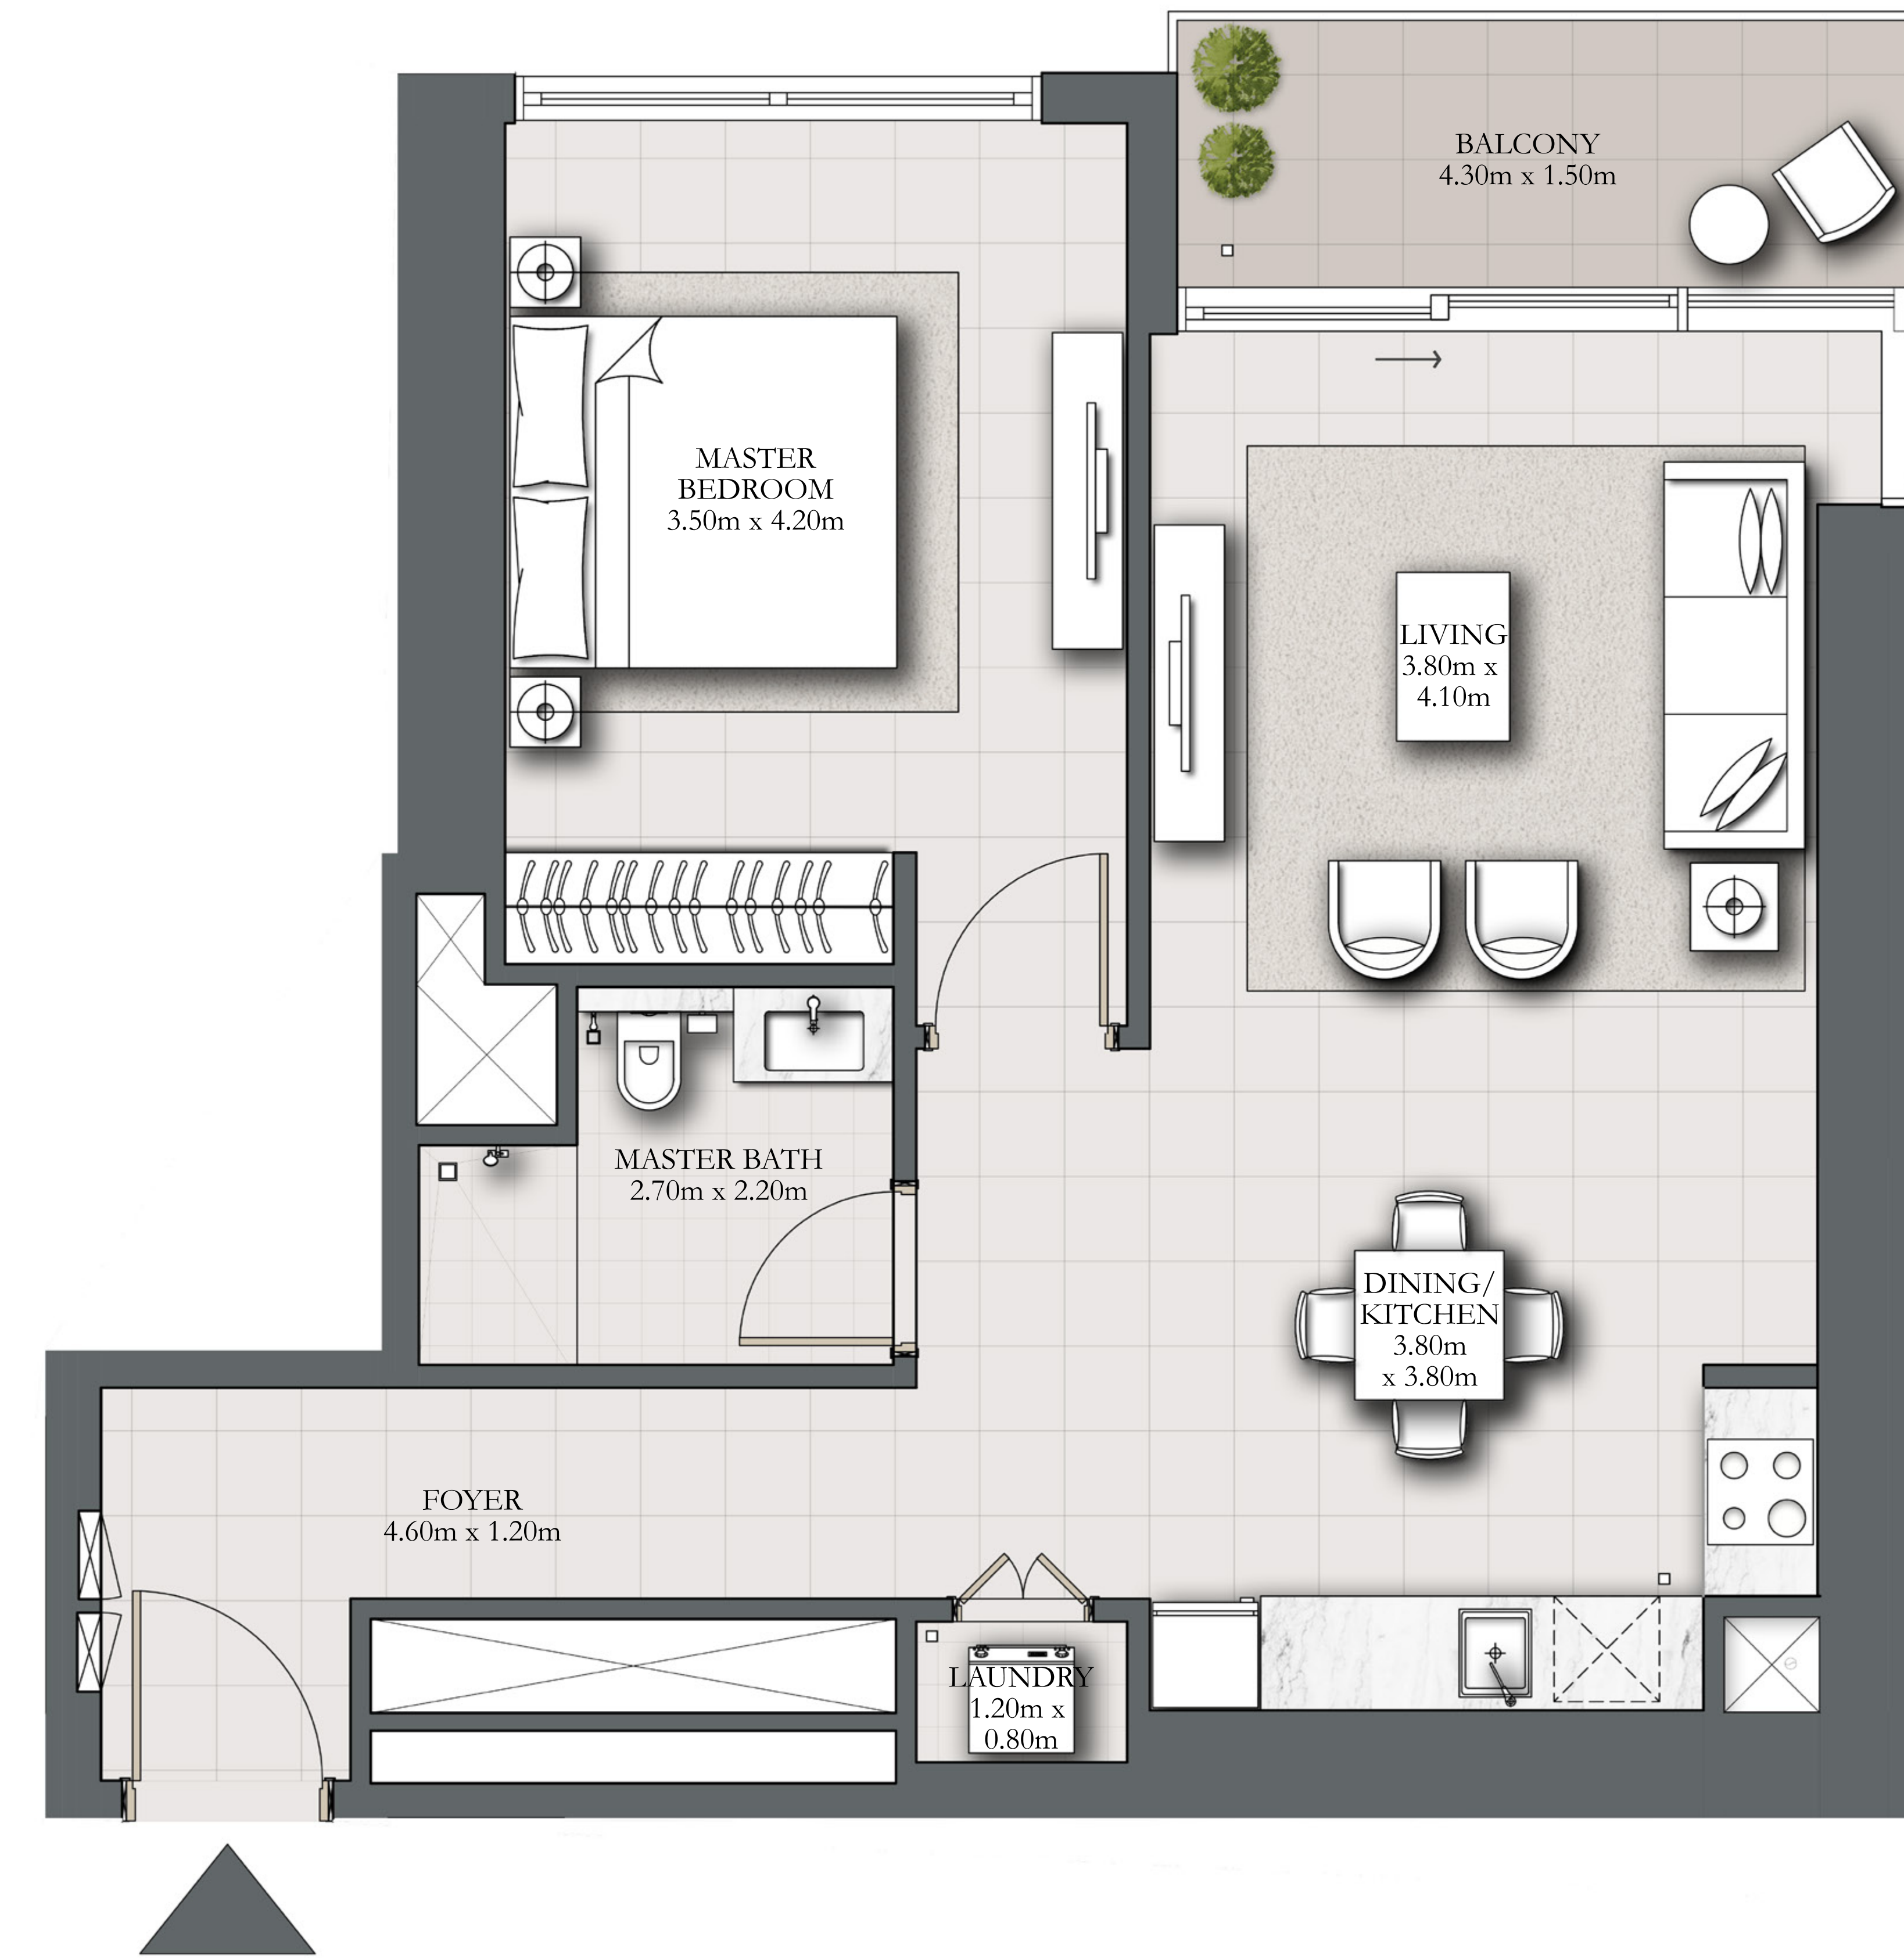 BALCONY
4.30m x 1.50m
MASTER
BEDROOM
3.50m x 4.20m
LIVING
3.80m x
4.10m
MASTER BATH
2.70m x 2.20m
DINING/
KITCHEN
3.80m
x 3.80m
FOYER
4.60m x 1.20m
LAUNDRY
1.20m x
0.80m